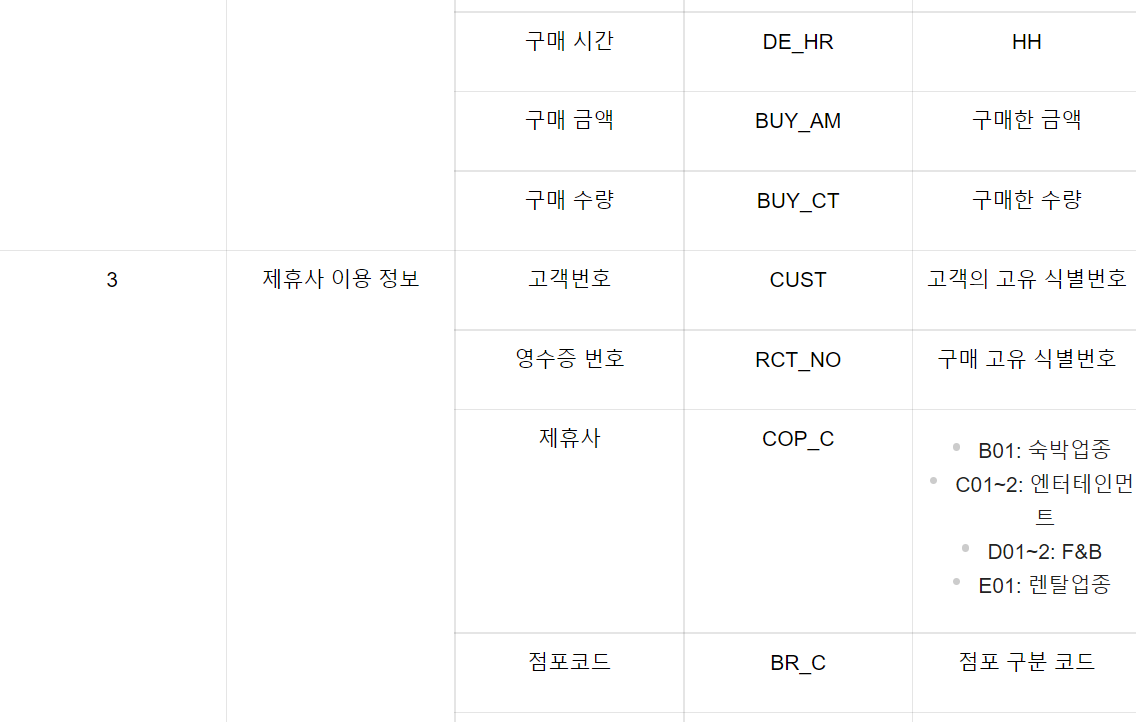 구매 시간 DE_HR HH
구매 금액 BUY_AM 구매한 금액
구매 수량 BUY_CT 구매한 수량
3 제휴사 이용 정보 고객번호 CUST 고객의 고유 식별번호
영수증 번호 RCT_NO 구매 고유 식별번호
제휴사 COP_C
B01: 숙박업종
C01~2: 엔터테인먼
트
D01~2: F&B
E01: 렌탈업종
점포코드 BR_C 점포 구분 코드